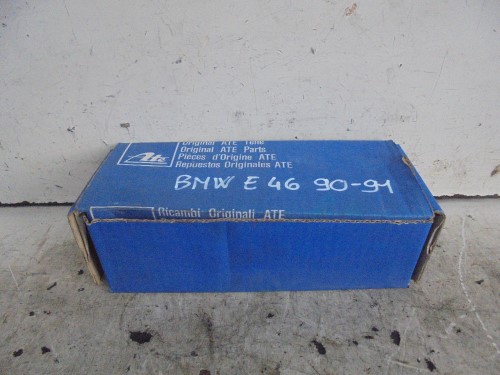 Original ATE Teile
Original ATE Parts
Pièces d'Origine ATE
Repuestos Originales ATE
Ate
BMW E 46 90-91
Ricambi Originali ATE